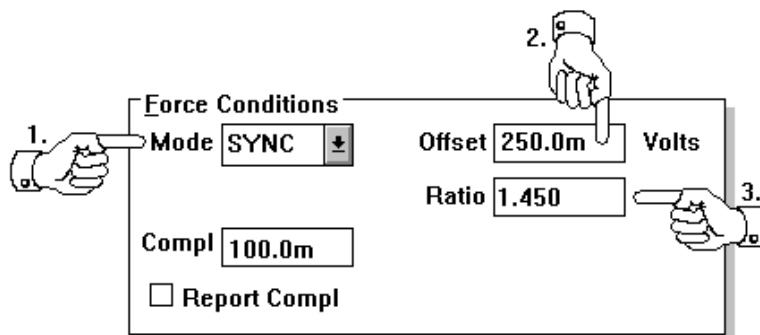 2.
Force Conditions
1.
Mode SYNC Offset 250.0m Volts
Ratio 1.450 3.
Compl 100.0m
Report Compl